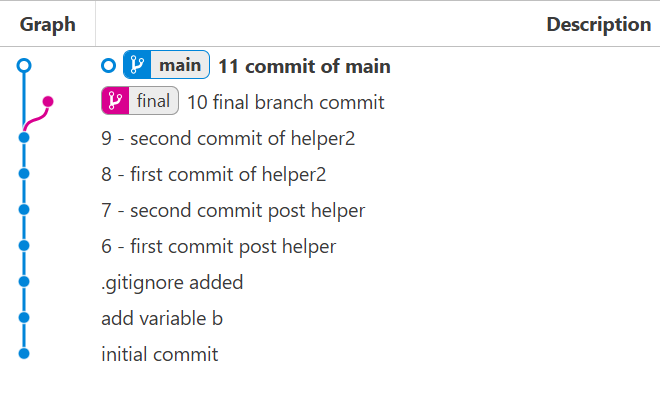 Graph Description
main 11 commit of main
final 10 final branch commit
9 - second commit of helper2
8 - first commit of helper2
7 - second commit post helper
6 - first commit post helper
.gitignore added
add variable b
initial commit